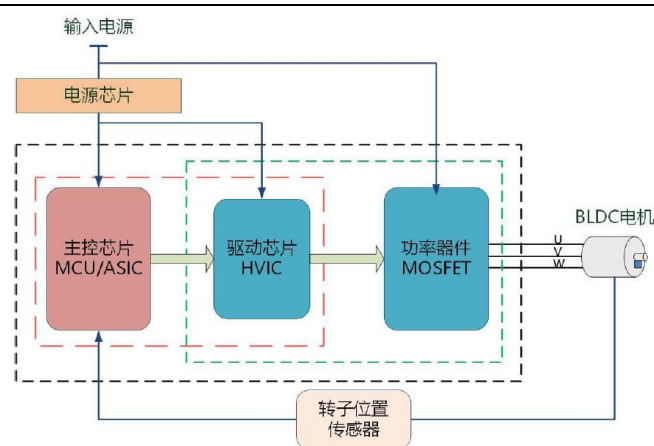 输入电源
电源芯片
主控芯片
MCU/ASIC
驱动芯片
HVIC
功率器件
MOSFET
BLDC电机
U
V
W
转子位置
传感器